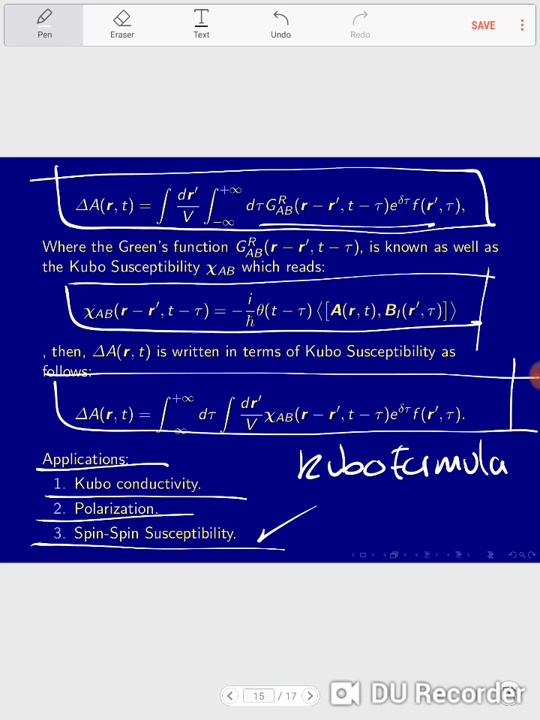 Pen Eraser Text Undo Redo SAVE
ΔA(r, t) = ∫ dr′/V ∫_{−∞}^{+∞} dτ G^R_{AB}(r − r′, t − τ)e^{δτ} f(r′, τ),
Where the Green's function G^R_{AB}(r − r′, t − τ), is known as well as
the Kubo Susceptibility χ_{AB} which reads:
χ_{AB}(r − r′, t − τ) = −i/ħ θ(t − τ) ⟨[A(r, t), B_I(r′, τ)]⟩
, then, ΔA(r, t) is written in terms of Kubo Susceptibility as
follows:
ΔA(r, t) = ∫_{−∞}^{+∞} dτ ∫ dr′/V χ_{AB}(r − r′, t − τ)e^{δτ} f(r′, τ).
Applications:
Kubo Formula
1. Kubo conductivity.
2. Polarization.
3. Spin-Spin Susceptibility.
15 / 17
DU Recorder